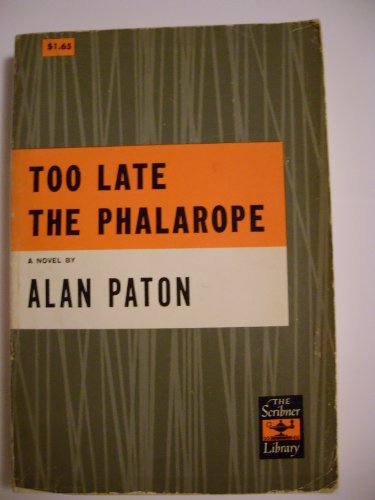 $1.65
TOO LATE
THE PHALAROPE
A NOVEL BY
ALAN PATON
THE
Scribner
Library